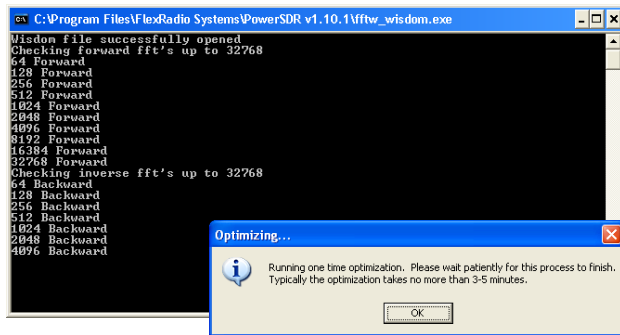 C:\Program Files\FlexRadio Systems\PowerSDR v1.10.1\fftw_wisdom.exe
Wisdom file successfully opened
Checking forward fft's up to 32768
64 Forward
128 Forward
256 Forward
512 Forward
1024 Forward
2048 Forward
4096 Forward
8192 Forward
16384 Forward
32768 Forward
Checking inverse fft's up to 32768
64 Backward
128 Backward
256 Backward
512 Backward
1024 Backward
2048 Backward
4096 Backward
Optimizing...
Running one time optimization. Please wait patiently for this process to finish.
Typically the optimization takes no more than 3-5 minutes.
OK